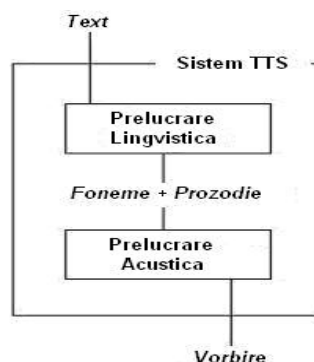 Text
Sistem TTS
Prelucrare
Lingvistica
Foneme + Prozodie
Prelucrare
Acustica
Vorbire